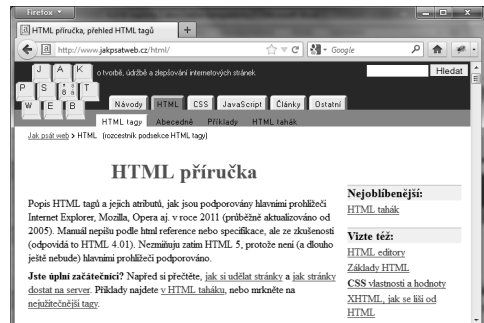 Firefox
HTML příručka, přehled HTML tagů
http://www.jakpsatweb.cz/html/
Google
J A K
P S Á T
W E B
o tvorbě, údržbě a zlepšování internetových stránek
Hledat
Návody HTML CSS JavaScript Články Ostatní
HTML tagy Abecedně Příklady HTML tahák
Jak psát web > HTML (rozcestník podsekce HTML tagy)
HTML příručka
Popis HTML tagů a jejich atributů, jak jsou podporovány hlavními prohlížeči
Internet Explorer, Mozilla, Opera aj. v roce 2011 (průběžně aktualizováno od
2005). Manuál nepíšu podle html reference nebo specifikace, ale ze zkušenosti
(odpovídá to HTML 4.01). Nezmiňuju zatím HTML 5, protože není (a dlouho
ještě nebude) hlavními prohlížeči podporováno.
Jste úplní začátečníci? Napřed si přečtěte, jak si udělat stránky a jak stránky
dostat na server. Příklady najdete v HTML taháku, nebo mrkněte na
nejužitečnější tagy.
Nejoblíbenější:
HTML tahák
Vizte též:
HTML editory
Základy HTML
CSS vlastnosti a hodnoty
XHTML, jak se liší od
HTML